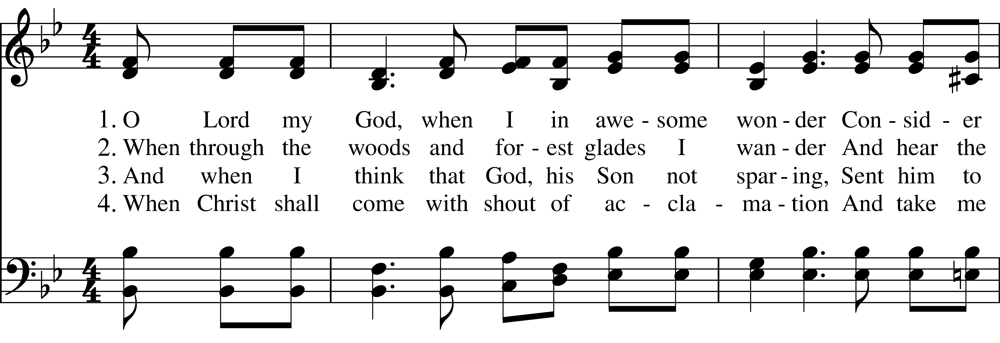 1. O Lord my God, when I in awe - some won - der Con - sid - er
2. When through the woods and for - est glades I wan - der And hear the
3. And when I think that God, his Son not spar - ing, Sent him to
4. When Christ shall come with shout of ac - cla - ma - tion And take me